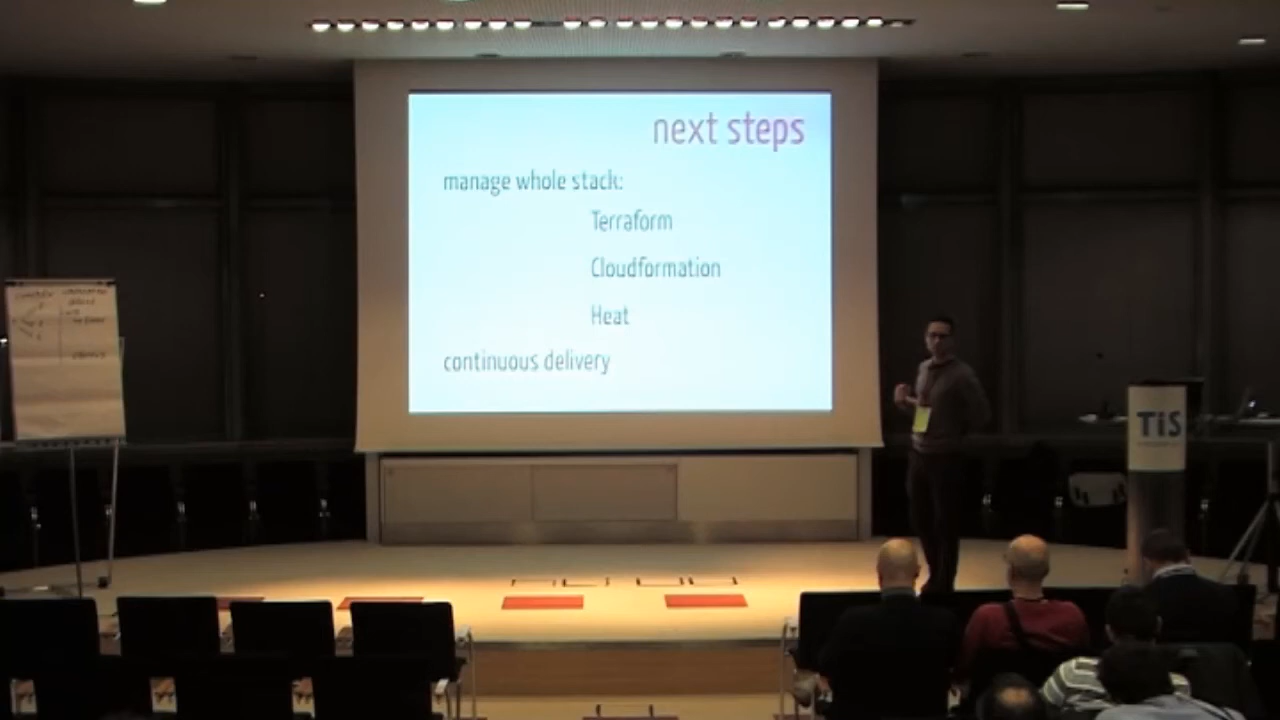 next steps
manage whole stack:
Terraform
Cloudformation
Heat
continuous delivery
TiS